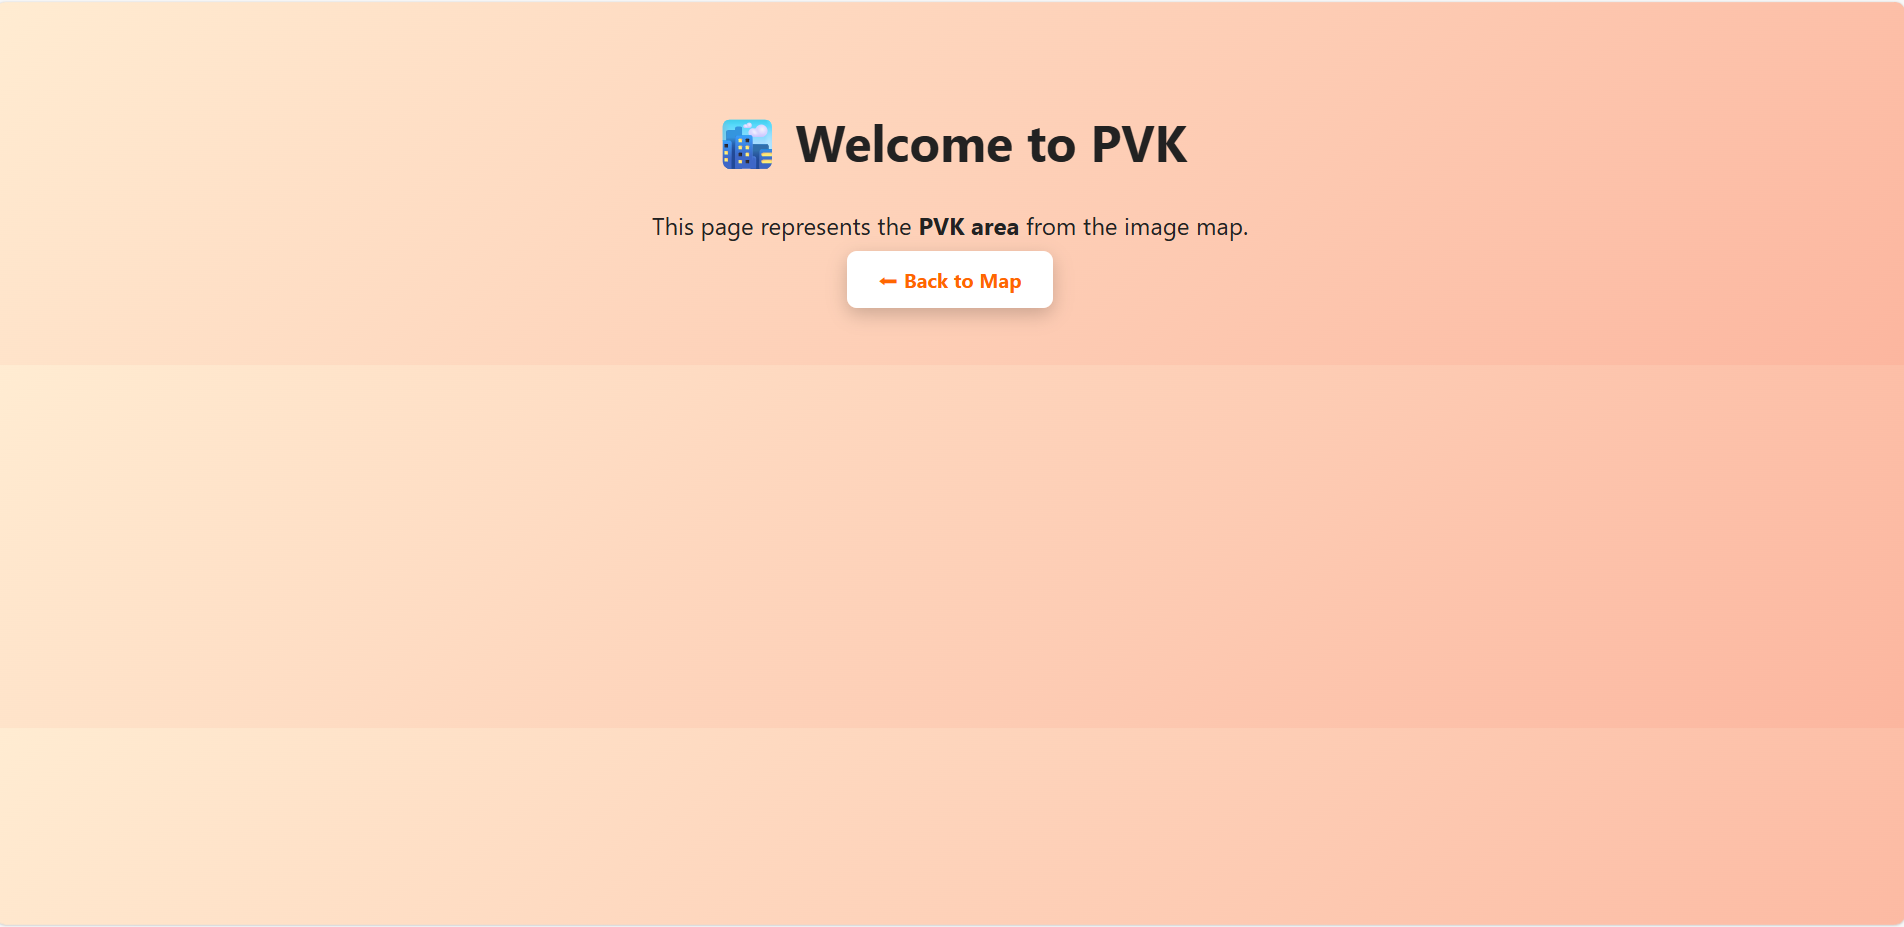 🏙️ Welcome to PVK
This page represents the PVK area from the image map.
⬅ Back to Map